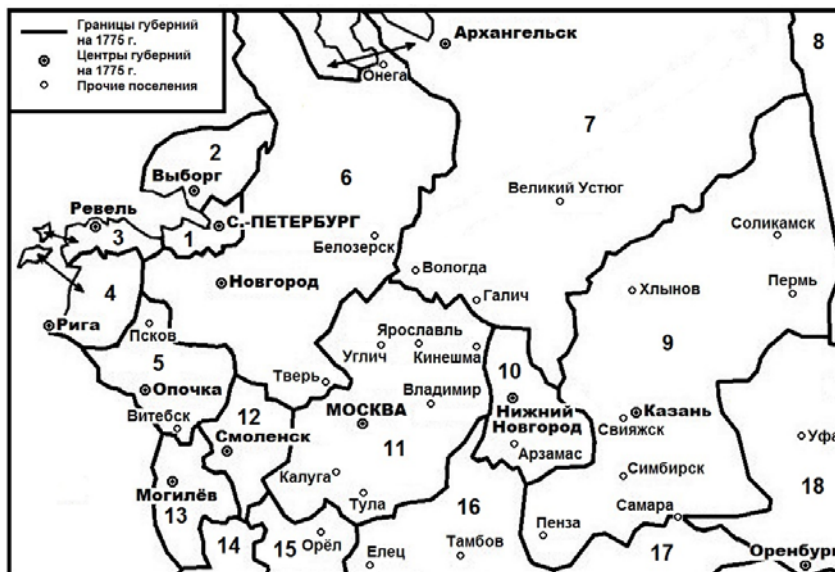 Границы губерний
на 1775 г.
Центры губерний
на 1775 г.
Прочие поселения
Архангельск
8
Онега
7
2
6
Выборг
Великий Устюг
Ревель
С.-ПЕТЕРБУРГ
3
1
Белозерск
Соликамск
4
Новгород
Вологда
Хлынов
Пермь
Галич
Рига
Псков
Ярославль
Углич
Кинешма
9
5
Тверь
10
Опочка
Владимир
12
МОСКВА
Нижний
Новгород
Казань
Витебск
Свияжск
Смоленск
11
Арзамас
Уфа
Калуга
Симбирск
18
Могилёв
Тула
16
13
Самара
14
15
Орёл
Елец
Тамбов
Пенза
17
Оренбург